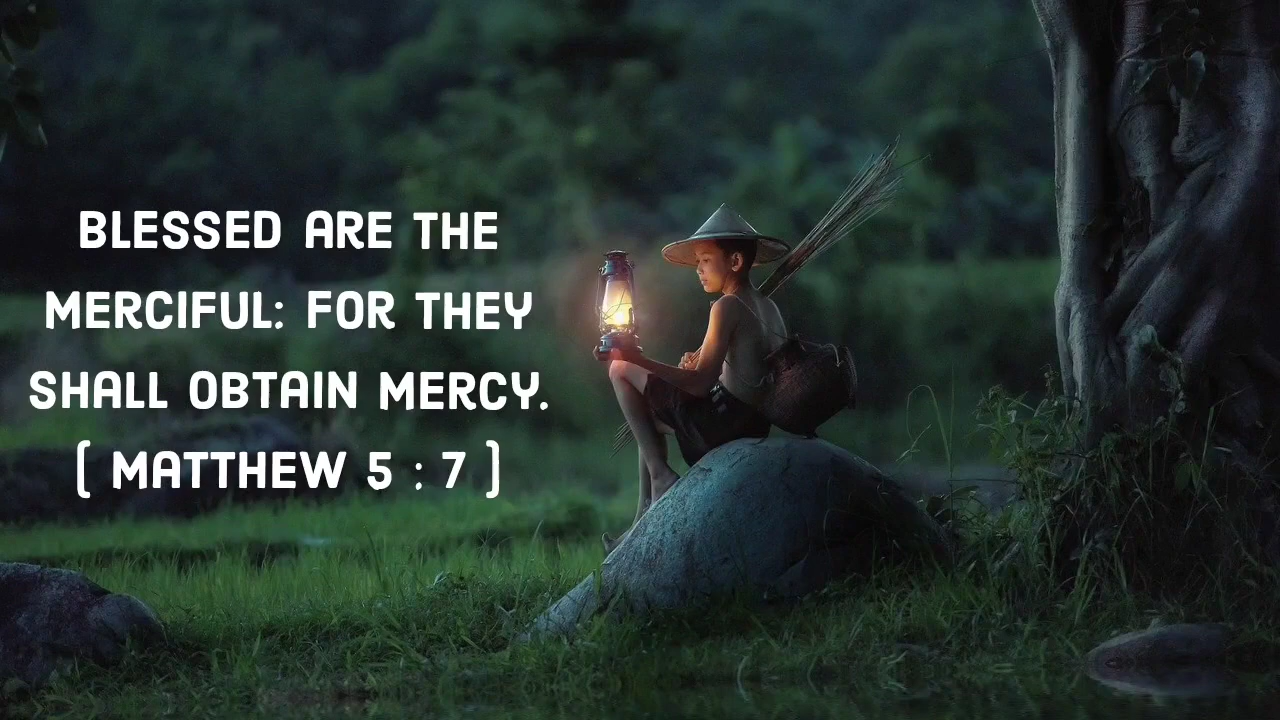 BLESSED ARE THE
MERCIFUL: FOR THEY
SHALL OBTAIN MERCY.
[ MATTHEW 5 : 7 ]